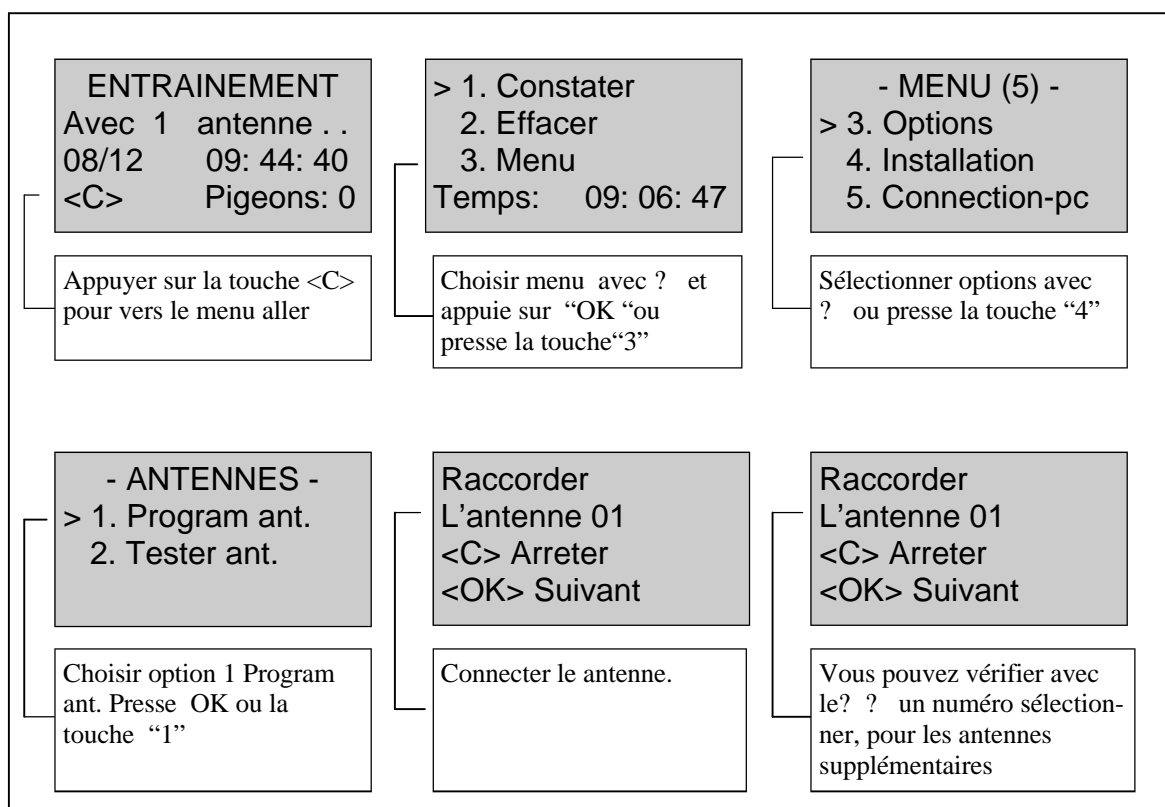 ENTRAINEMENT
Avec 1 antenne . .
08/12 09: 44: 40
<C> Pigeons: 0
Appuyer sur la touche <C>
pour vers le menu aller
> 1. Constater
2. Effacer
3. Menu
Temps: 09: 06: 47
Choisir menu avec ? et
appuie sur “OK “ou
presse la touche“3”
- MENU (5) -
> 3. Options
4. Installation
5. Connection-pc
Sélectionner options avec
? ou presse la touche “4”
- ANTENNES -
> 1. Program ant.
2. Tester ant.
Choisir option 1 Program
ant. Presse OK ou la
touche “1”
Raccorder
L’antenne 01
<C> Arreter
<OK> Suivant
Connecter le antenne.
Raccorder
L’antenne 01
<C> Arreter
<OK> Suivant
Vous pouvez vérifier avec
le? ? un numéro sélection-
ner, pour les antennes
supplémentaires